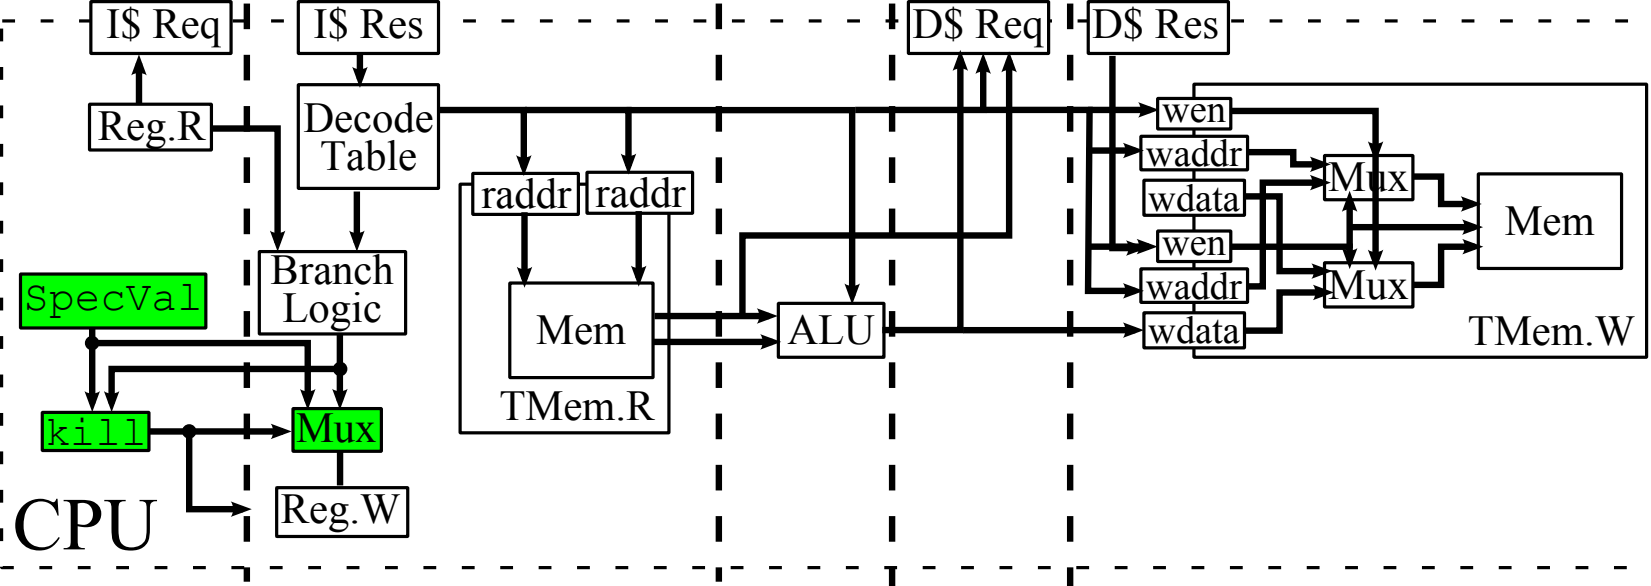 I$ Req
I$ Res
D$ Req
D$ Res
Reg.R
Decode
Table
wen
waddr
Mux
raddr
raddr
wdata
Mem
wen
Branch
Logic
SpecVal
waddr
Mux
Mem
ALU
wdata
TMem.W
TMem.R
kill
Mux
Reg.W
CPU